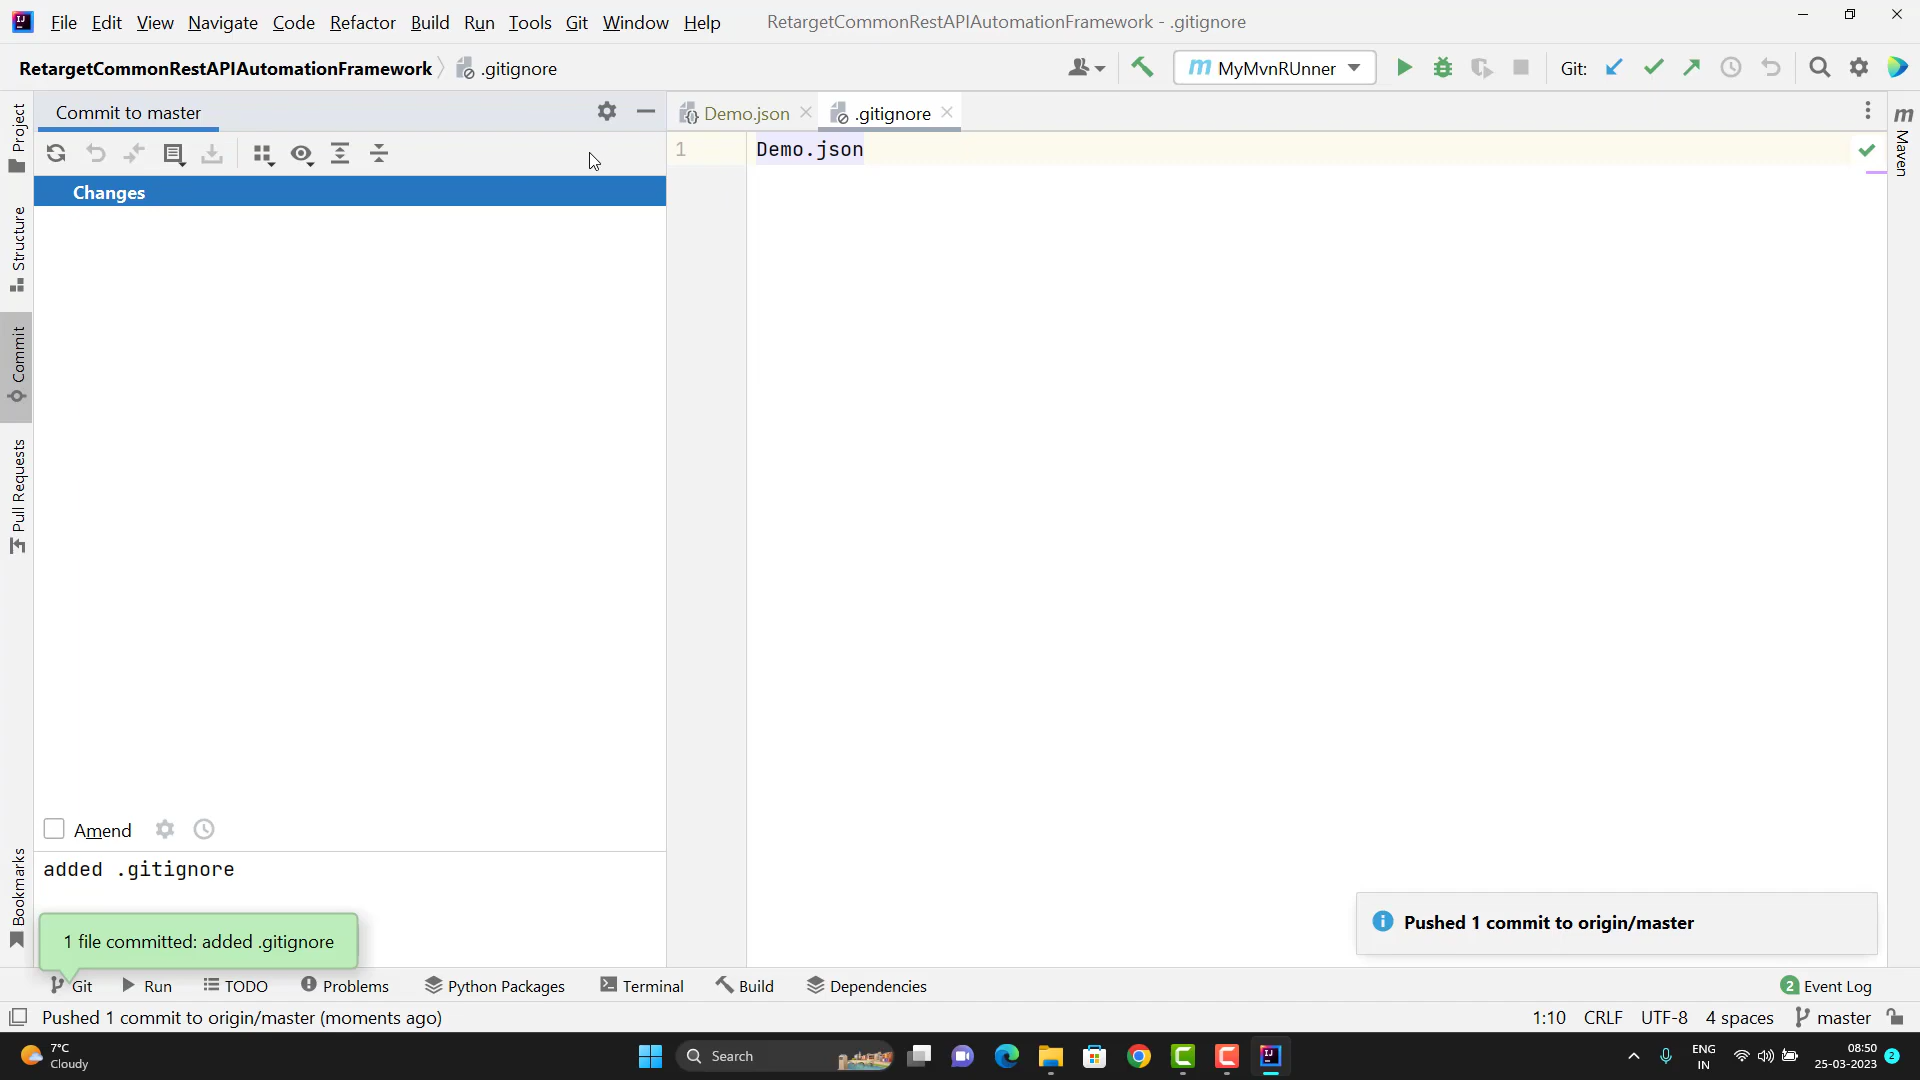 File Edit View Navigate Code Refactor Build Run Tools Git Window Help RetargetCommonRestAPIAutomationFramework - .gitignore
RetargetCommonRestAPIAutomationFramework .gitignore MyMvnRUnner Git:
Commit to master
Demo.json .gitignore
1 Demo.json
Changes
Project
Structure
Commit
Pull Requests
Bookmarks
Maven
Amend
added .gitignore
1 file committed: added .gitignore
Pushed 1 commit to origin/master
Git Run TODO Problems Python Packages Terminal Build Dependencies 2 Event Log
Pushed 1 commit to origin/master (moments ago) 1:10 CRLF UTF-8 4 spaces master
7°C
Cloudy
Search
ENG
IN
08:50
25-03-2023
2